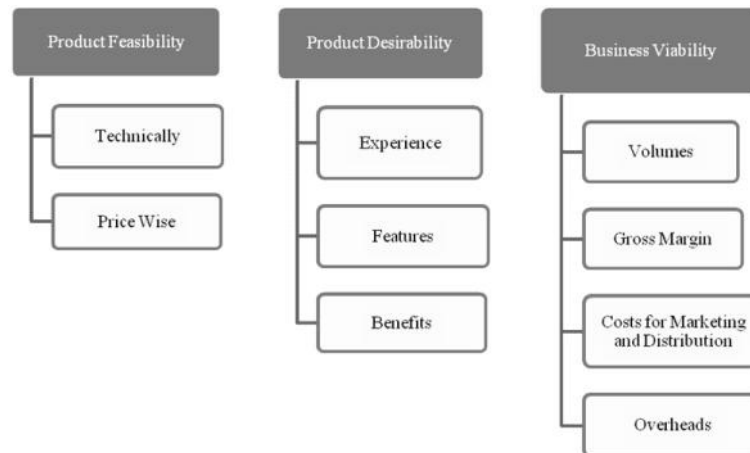 Product Feasibility
Technically
Price Wise
Product Desirability
Experience
Features
Benefits
Business Viability
Volumes
Gross Margin
Costs for Marketing
and Distribution
Overheads